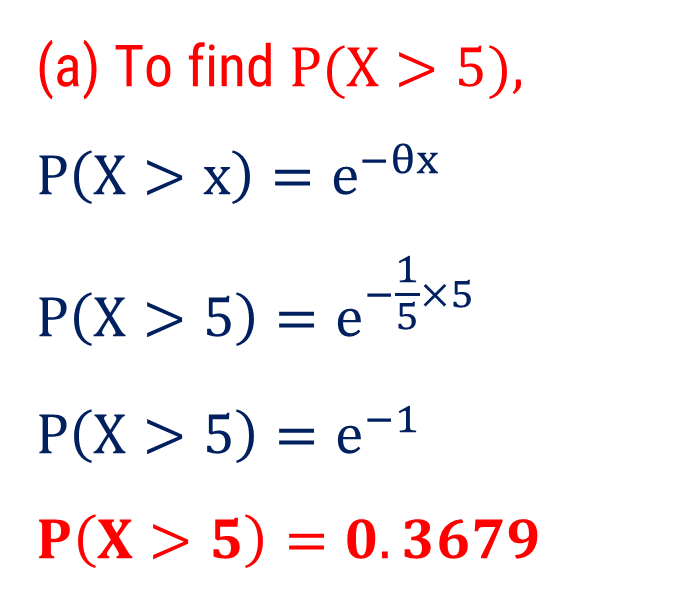 (a) To find P(X > 5),
P(X > x) = e^−θx
P(X > 5) = e^−1/5×5
P(X > 5) = e^−1
P(X > 5) = 0.3679